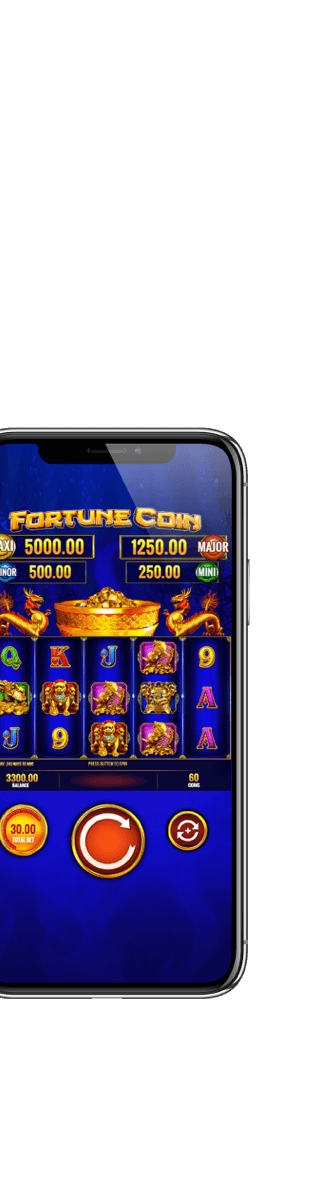 FORTUNE COIN
AXI 5000.00 1250.00 MAJOR
INOR 500.00 250.00 MINI
Q K J 9
A
J 9 A
243 WAYS TO WIN PRESS BUTTON TO SPIN
3300.00 60
BALANCE COINS
30.00
TOTAL BET